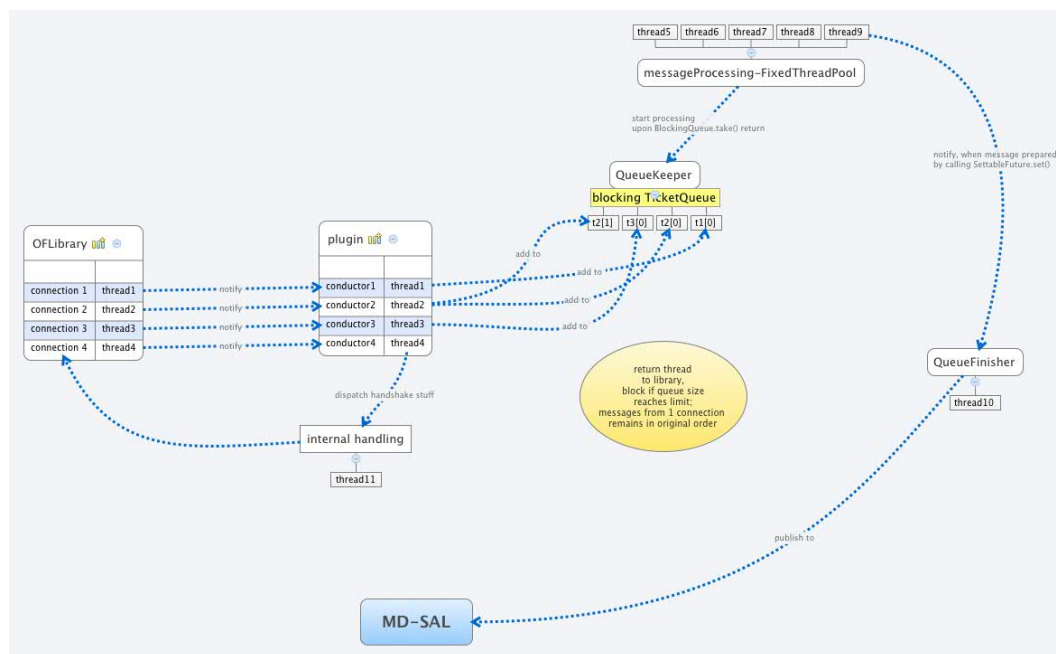 thread5 thread6 thread7 thread8 thread9
messageProcessing-FixedThreadPool
start processing
upon BlockingQueue.take() return
notify, when message prepared
by calling SettableFuture.set()
QueueKeeper
blocking TicketQueue
t2[1] t3[0] t2[0] t1[0]
OFLibrary
connection 1 thread1
connection 2 thread2
connection 3 thread3
connection 4 thread4
notify
notify
notify
notify
plugin
conductor1 thread1
conductor2 thread2
conductor3 thread3
conductor4 thread4
add to
add to
add to
add to
return thread
to library,
block if queue size
reaches limit;
messages from 1 connection
remains in original order
QueueFinisher
thread10
dispatch handshake stuff
internal handling
thread11
publish to
MD-SAL